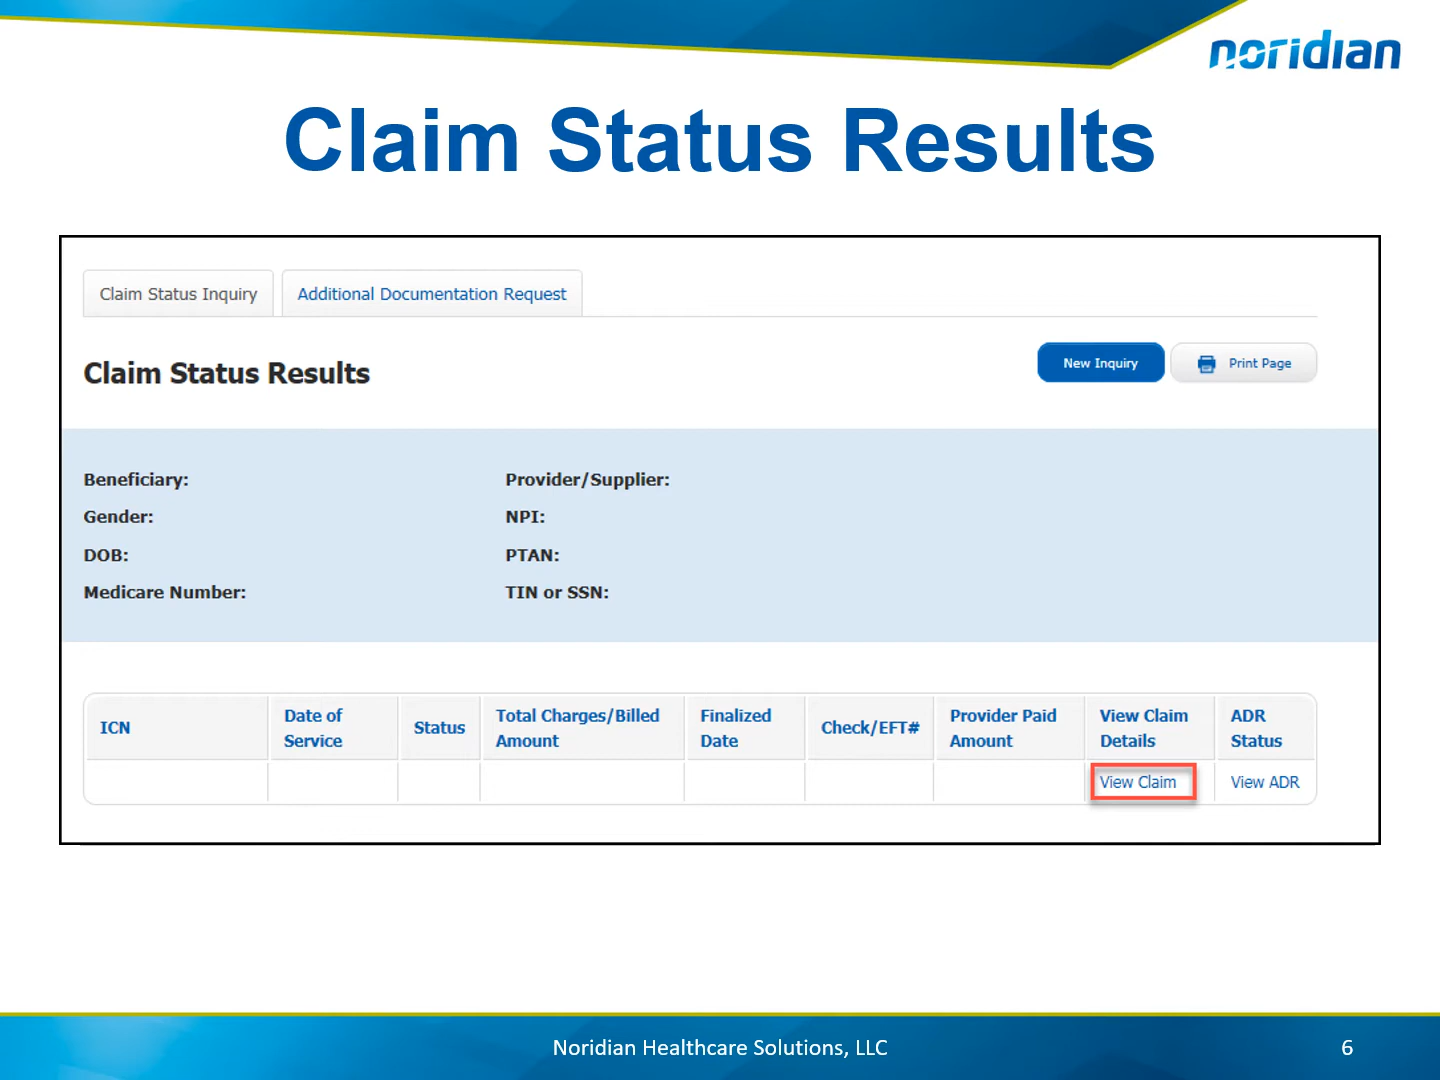 noridian
Claim Status Results
Claim Status Inquiry
Additional Documentation Request
Claim Status Results
New Inquiry
Print Page
Beneficiary:
Provider/Supplier:
Gender:
NPI:
DOB:
PTAN:
Medicare Number:
TIN or SSN:
ICN
Date of
Service
Status
Total Charges/Billed
Amount
Finalized
Date
Check/EFT#
Provider Paid
Amount
View Claim
Details
ADR
Status
View Claim
View ADR
Noridian Healthcare Solutions, LLC
6